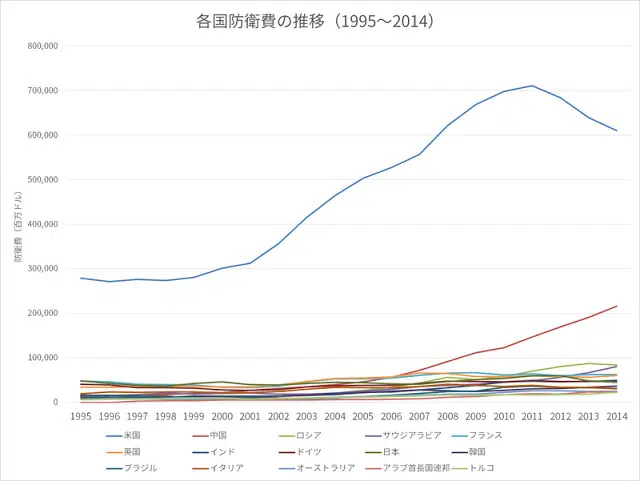 各国防衛費の推移（1995～2014）
800,000
700,000
600,000
500,000
400,000
300,000
200,000
100,000
0
防衛費（百万ドル）
1995 1996 1997 1998 1999 2000 2001 2002 2003 2004 2005 2006 2007 2008 2009 2010 2011 2012 2013 2014
米国 中国 ロシア サウジアラビア フランス
英国 インド ドイツ 日本 韓国
ブラジル イタリア オーストラリア アラブ首長国連邦 トルコ